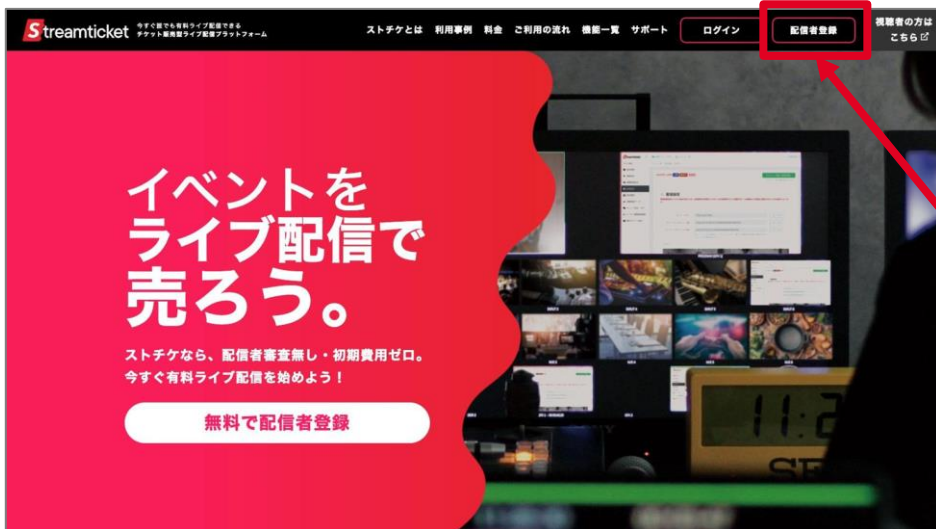 Streamticket
今すぐ誰でも有料ライブ配信できる
チケット販売型ライブ配信プラットフォーム
ストチケとは 利用事例 料金 ご利用の流れ 機能一覧 サポート ログイン 配信者登録
視聴者の方は
こちら
イベントを
ライブ配信で
売ろう。
ストチケなら、配信者審査無し・初期費用ゼロ。
今すぐ有料ライブ配信を始めよう！
無料で配信者登録
11:2